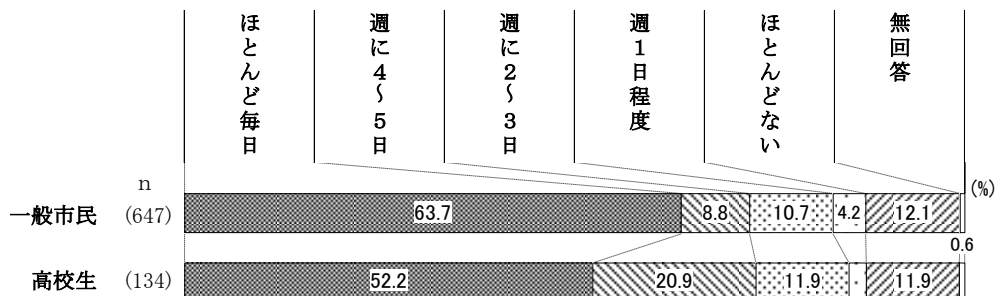 ほとんど毎日
週に４～５日
週に２～３日
週１日程度
ほとんどない
無回答
n
(%)
一般市民 (647) 63.7 8.8 10.7 4.2 12.1
0.6
高校生 (134) 52.2 20.9 11.9 11.9